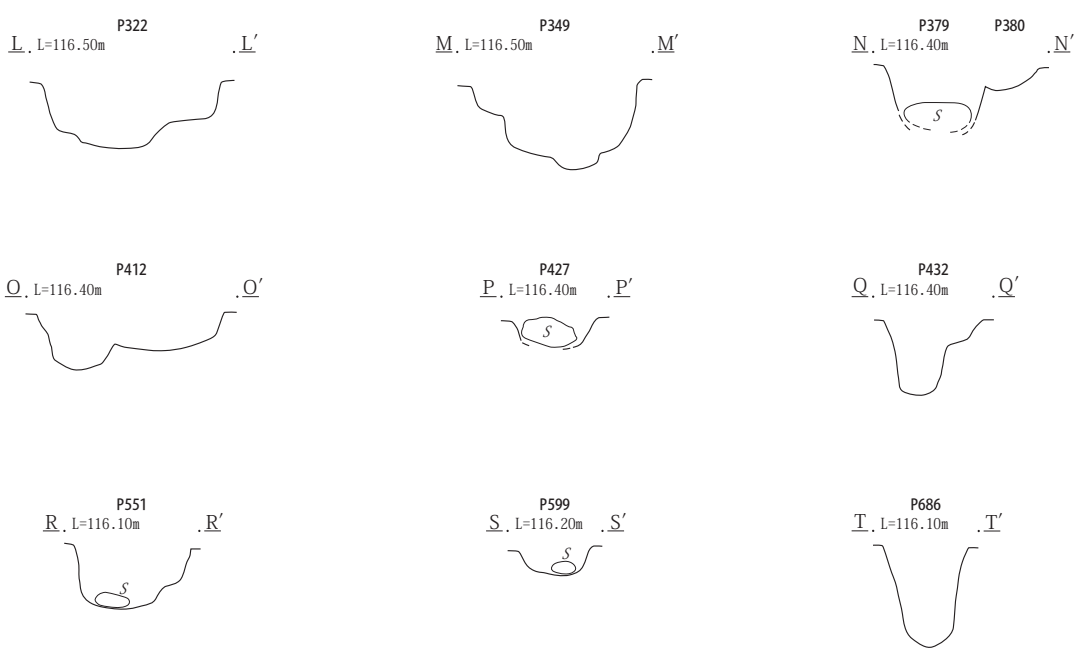 P322
L. L=116.50m .L′
P349
M. L=116.50m .M′
P379 P380
N. L=116.40m .N′
S
P412
O. L=116.40m .O′
P427
P. L=116.40m .P′
S
P432
Q. L=116.40m .Q′
P551
R. L=116.10m .R′
S
P599
S. L=116.20m .S′
S
P686
T. L=116.10m .T′